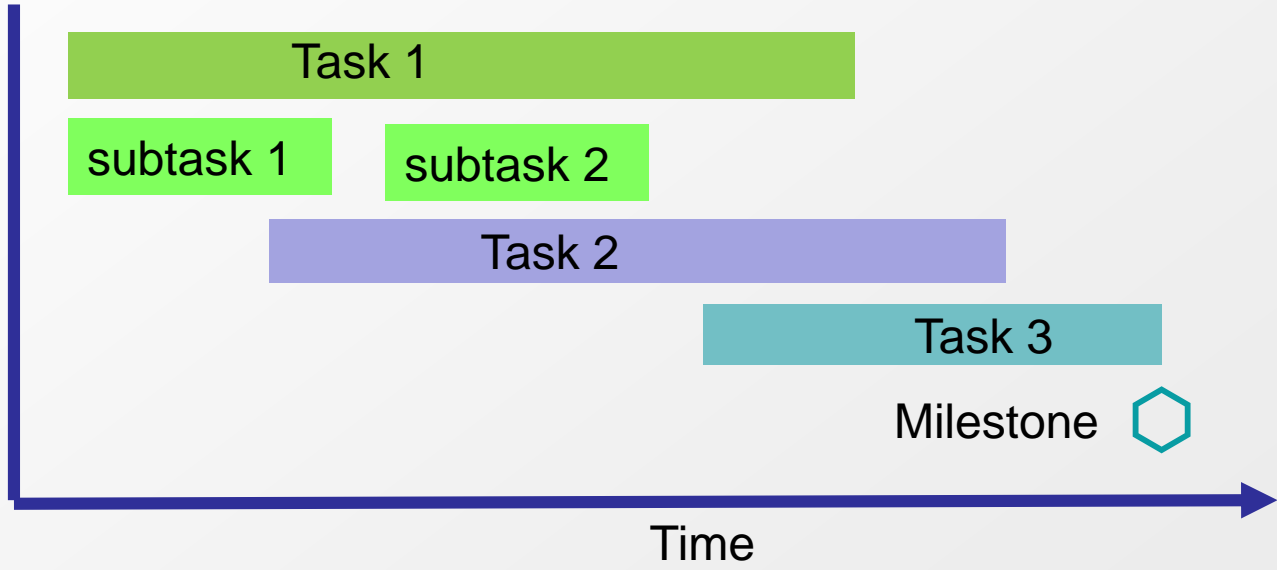 Task 1
subtask 1
subtask 2
Task 2
Task 3
Milestone
Time